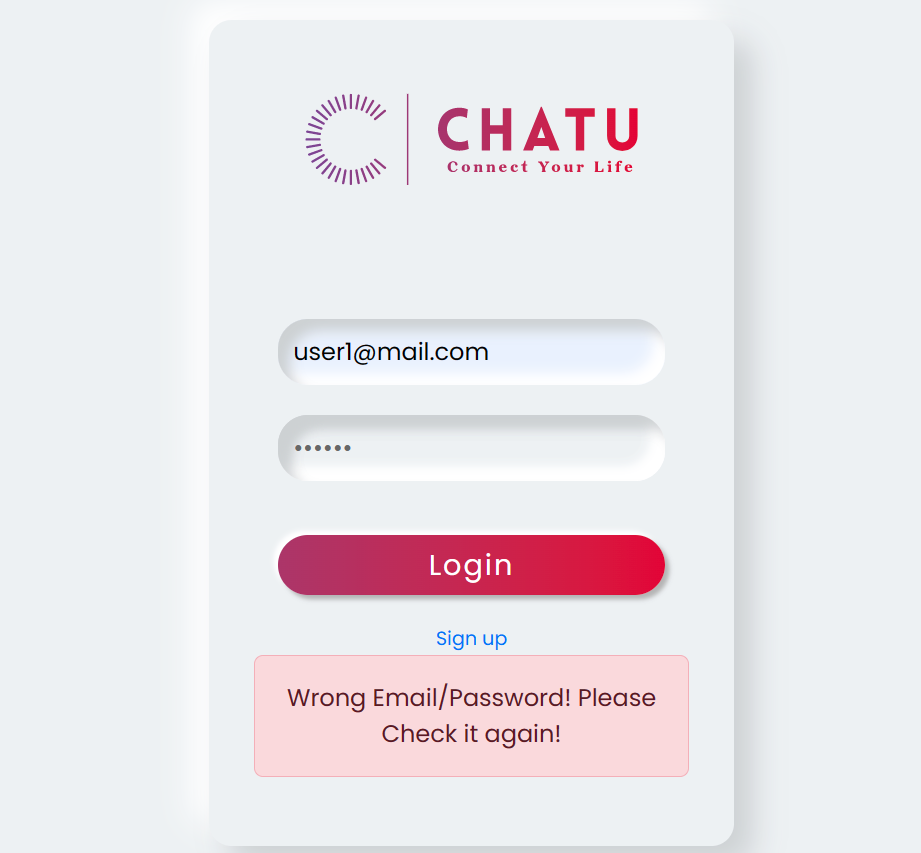 CHATU
Connect Your Life
user1@mail.com
••••••
Login
Sign up
Wrong Email/Password! Please
Check it again!